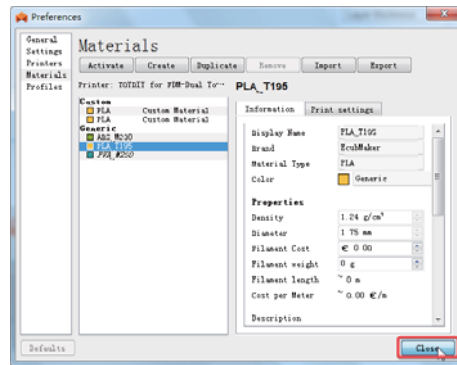 Preferences
General
Settings
Printers
Materials
Profiles
Materials
Activate Create Duplicate Remove Import Export
Printer: TOYDIY for FDM-Dual To...
PLA_T195
Custom
PLA Custom Material
PLA Custom Material
Generic
ABS_M230
PLA_T195
PVA_M250
Information Print settings
Display Name PLA_T195
Brand EcubMaker
Material Type PLA
Color Generic
Properties
Density 1.24 g/cm³
Diameter 1.75 mm
Filament Cost € 0.00
Filament weight 0 g
Filament length ~ 0 m
Cost per Meter ~ 0.00 €/m
Description
Defaults
Close